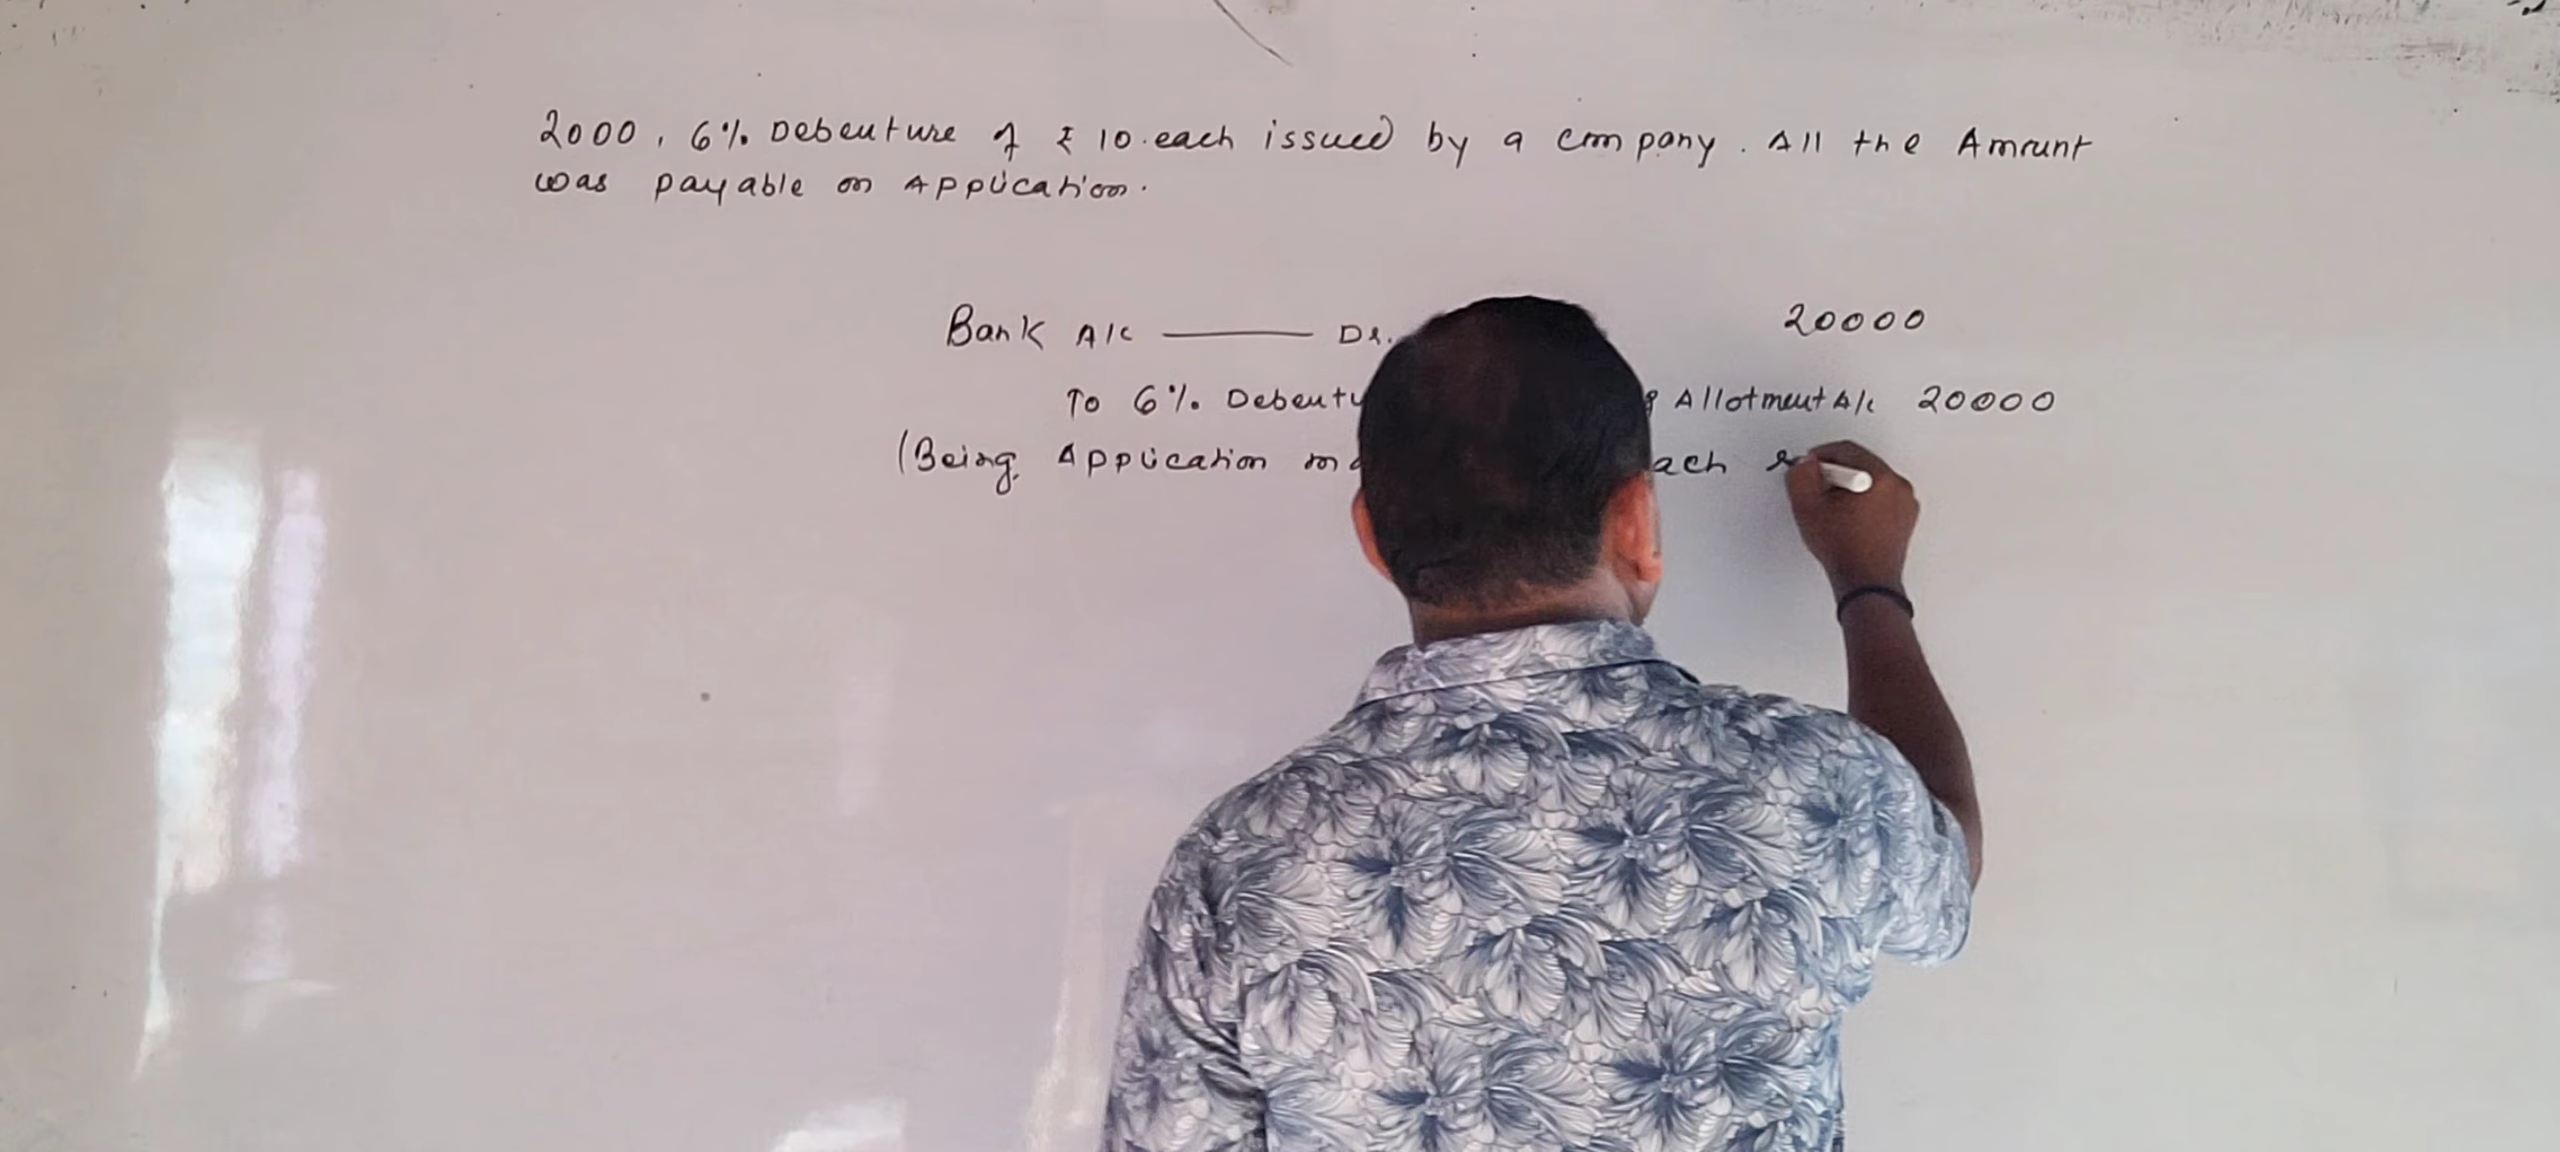 2000, 6% Debenture of ₹ 10 each issued by a company. All the Amount
was payable on Application.
Bank A/c ——— Dr. 20000
To 6% Debentu & Allotment A/c 20000
(Being Application ach